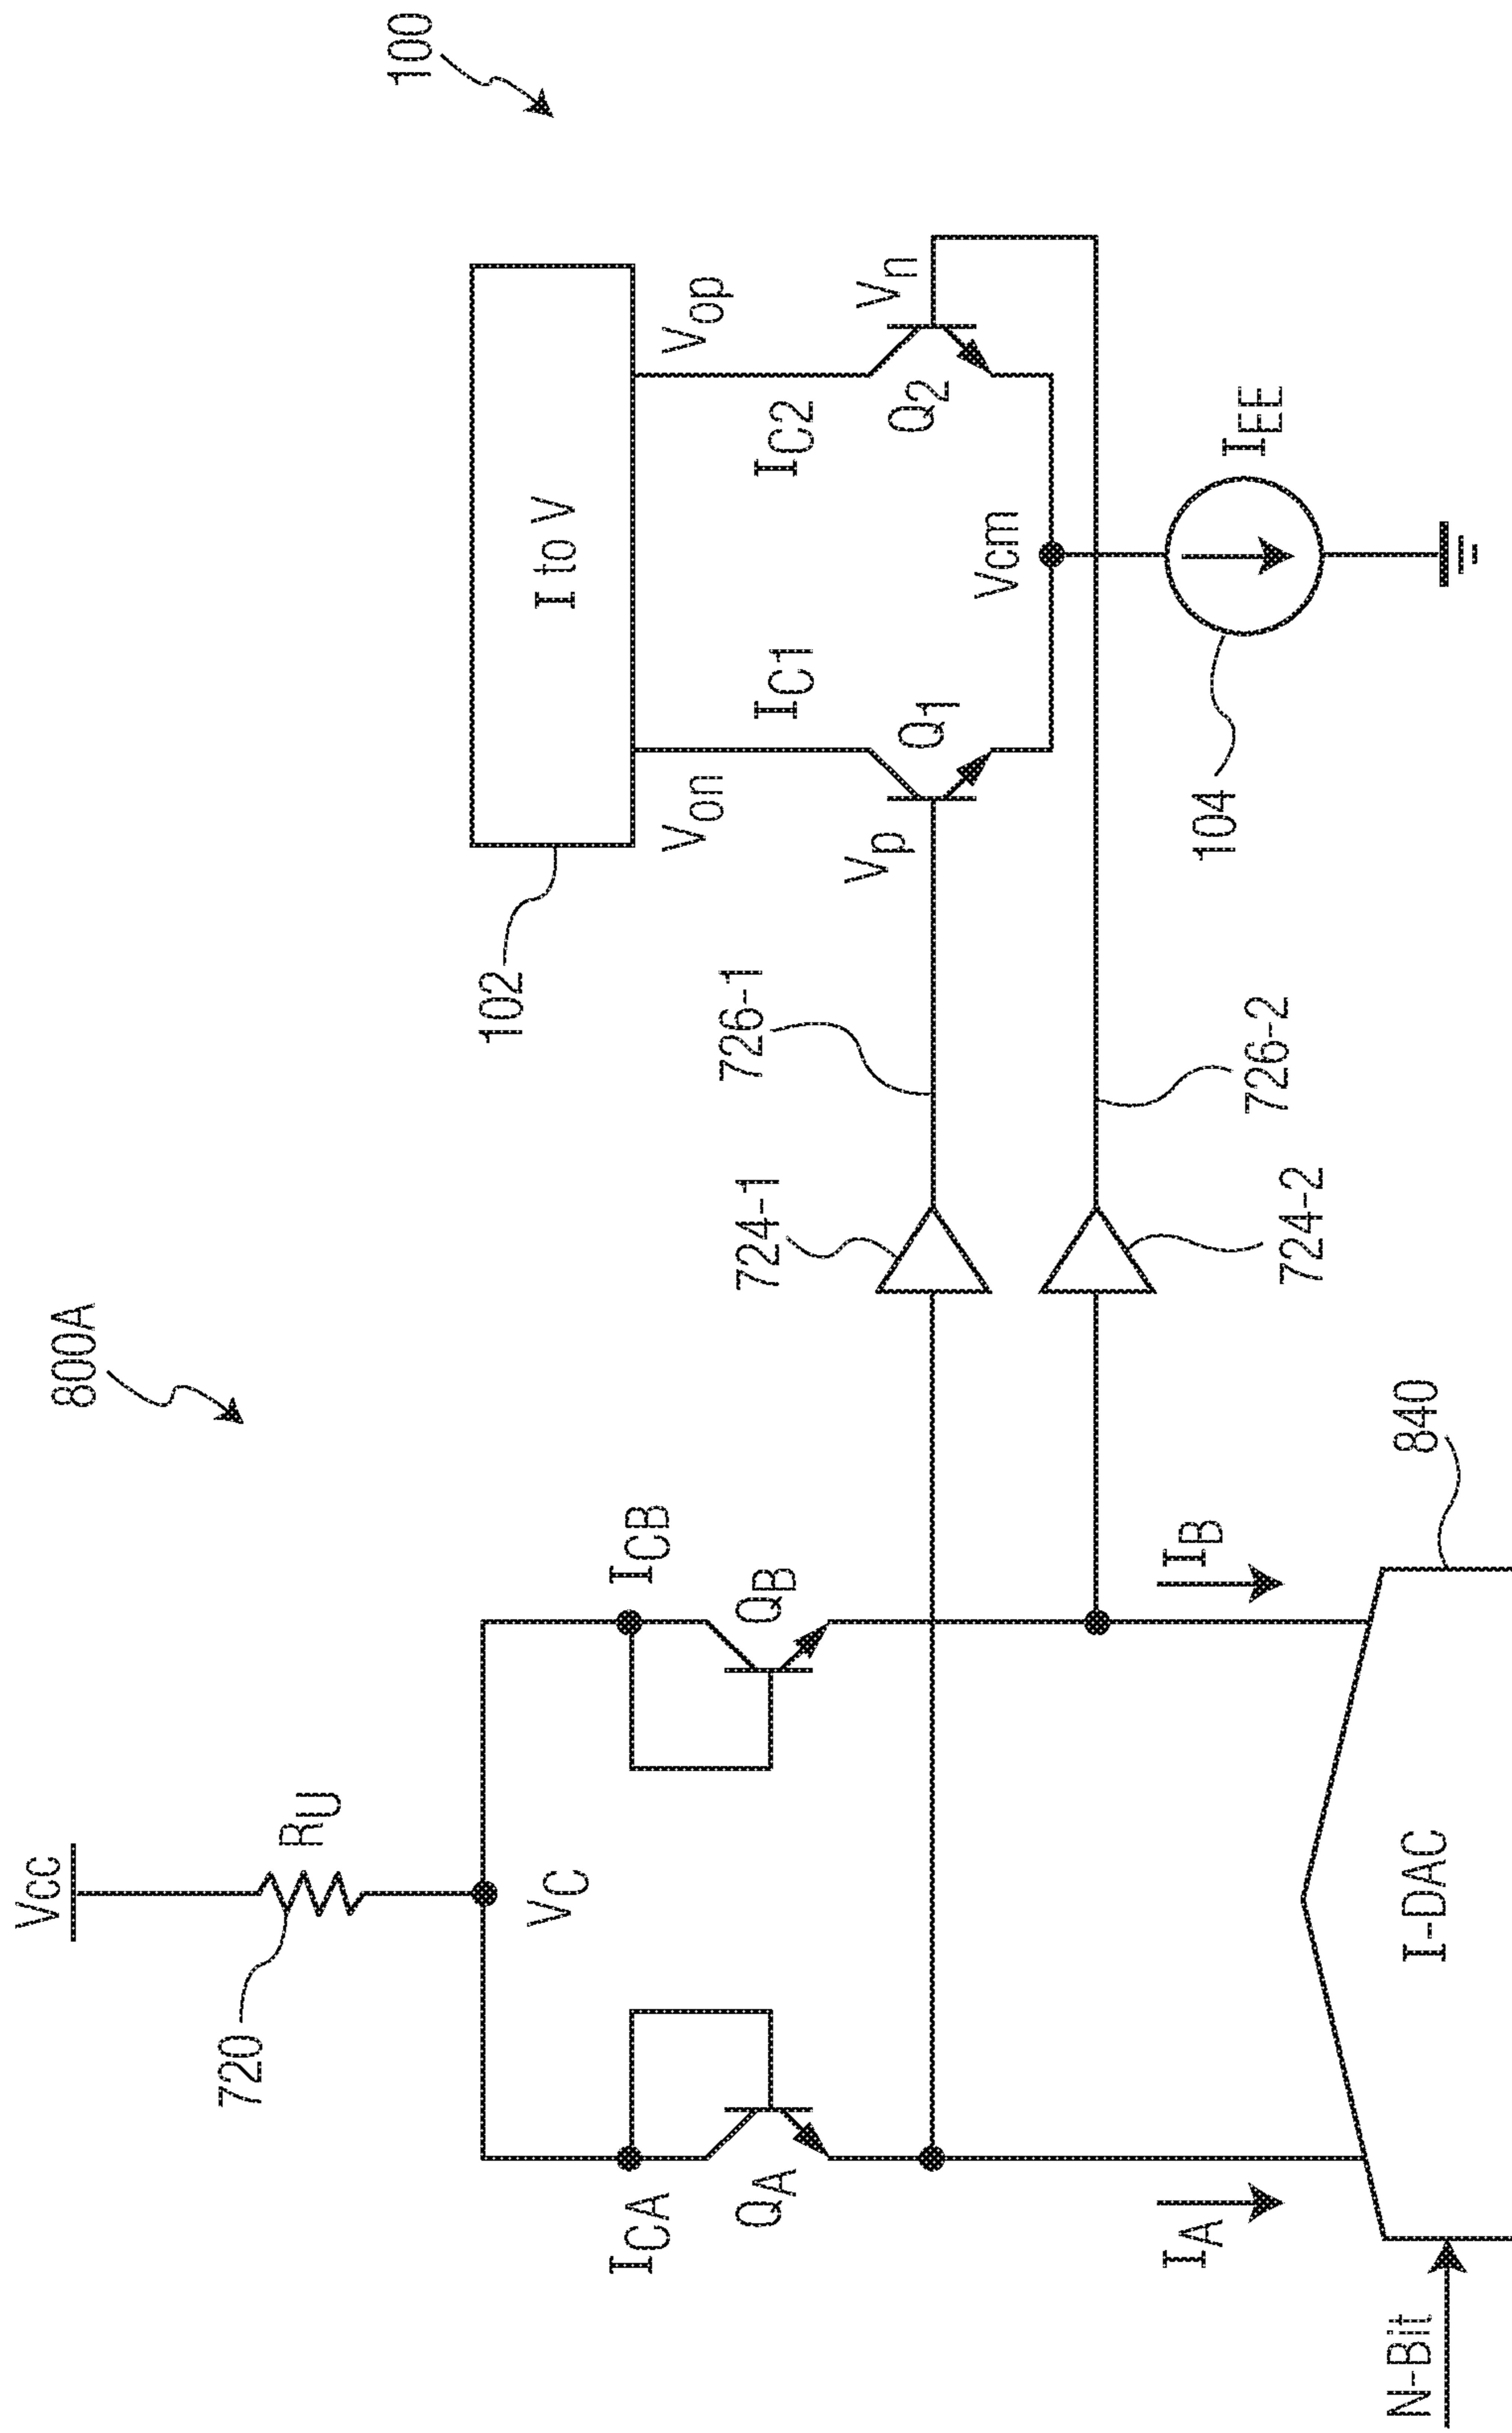 800A
100
Vcc
720
RU
VC
ICA
ICB
QA
QB
IA
IB
I-DAC
N-Bit
840
724-1
724-2
726-1
726-2
102
I to V
Von
Vop
IC1
IC2
Vp
Q1
Q2
Vn
Vcm
104
IEE